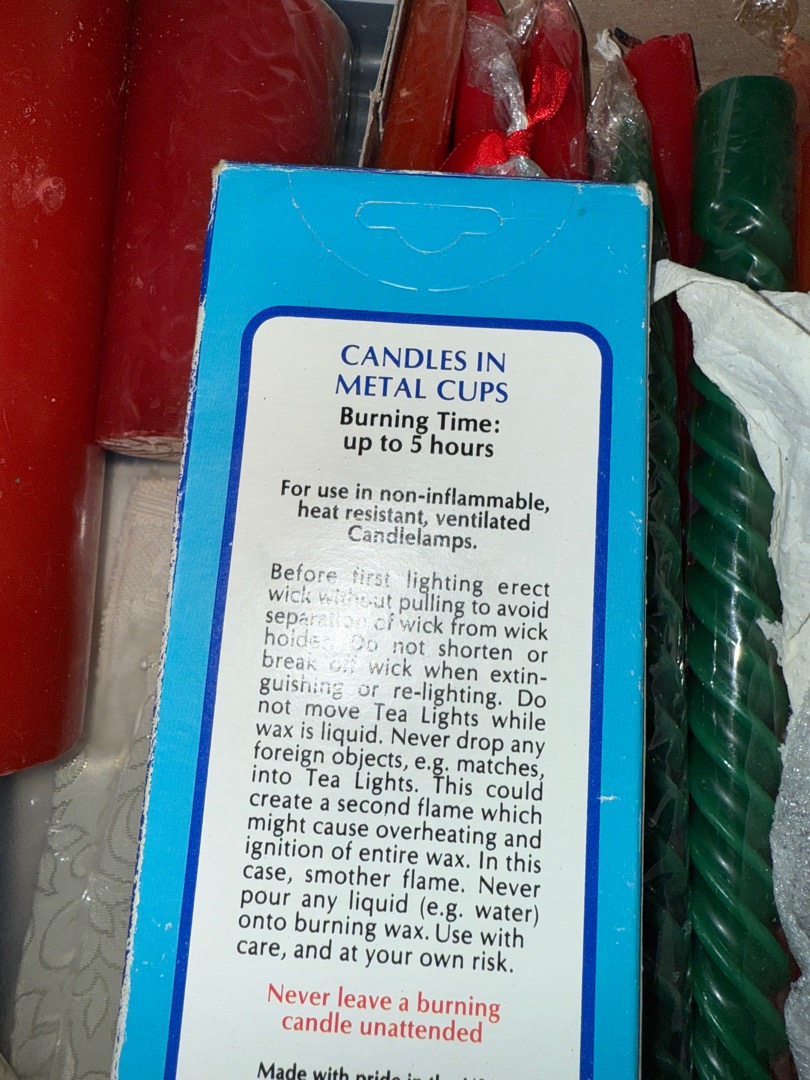 CANDLES IN
METAL CUPS
Burning Time:
up to 5 hours
For use in non-inflammable,
heat resistant, ventilated
Candlelamps.
Before first lighting erect
wick without pulling to avoid
separation of wick from wick
holder. Do not shorten or
break off wick when extin-
guishing or re-lighting. Do
not move Tea Lights while
wax is liquid. Never drop any
foreign objects, e.g. matches,
into Tea Lights. This could
create a second flame which
might cause overheating and
ignition of entire wax. In this
case, smother flame. Never
pour any liquid (e.g. water)
onto burning wax. Use with
care, and at your own risk.
Never leave a burning
candle unattended
Made with pride in the